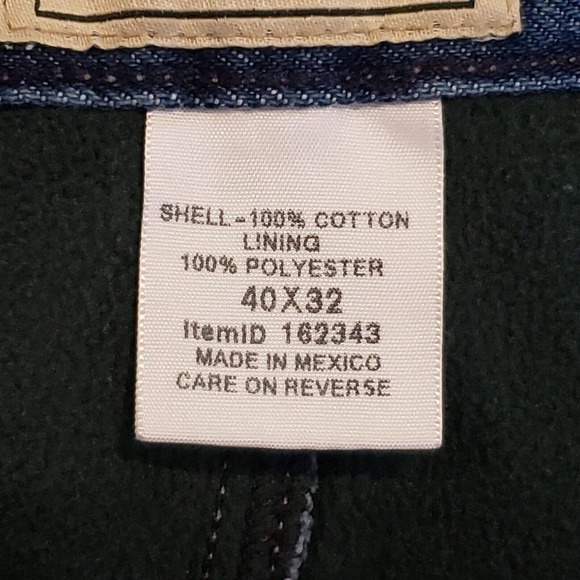 SHELL-100% COTTON
LINING
100% POLYESTER
40X32
ItemID 162343
MADE IN MEXICO
CARE ON REVERSE